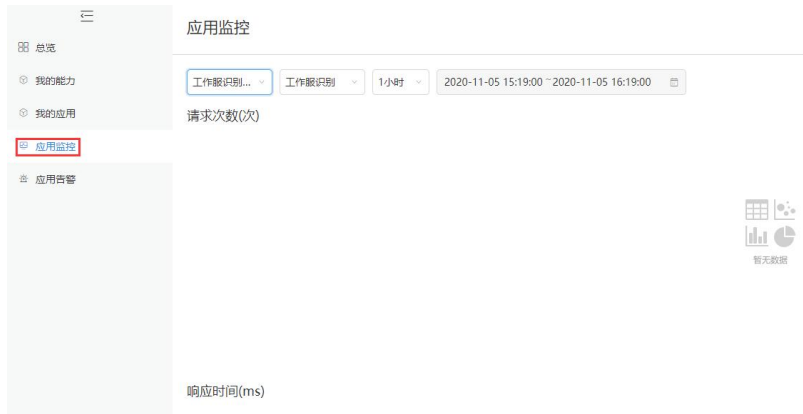 总览
我的能力
我的应用
应用监控
应用告警
应用监控
工作服识别... 工作服识别 1小时 2020-11-05 15:19:00 ~2020-11-05 16:19:00
请求次数(次)
暂无数据
响应时间(ms)